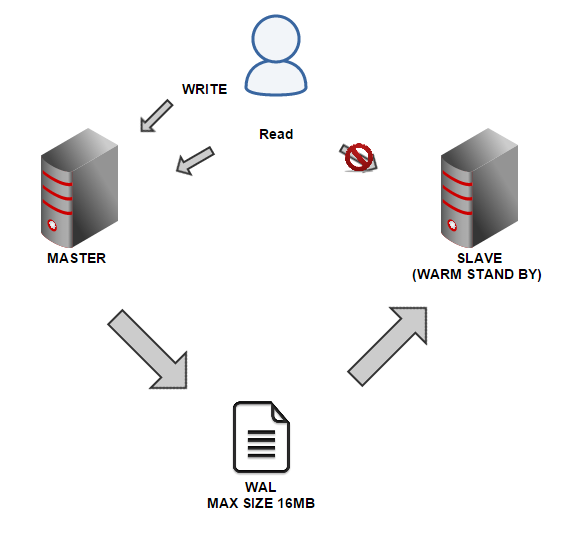 WRITE
Read
MASTER
SLAVE
(WARM STAND BY)
WAL
MAX SIZE 16MB